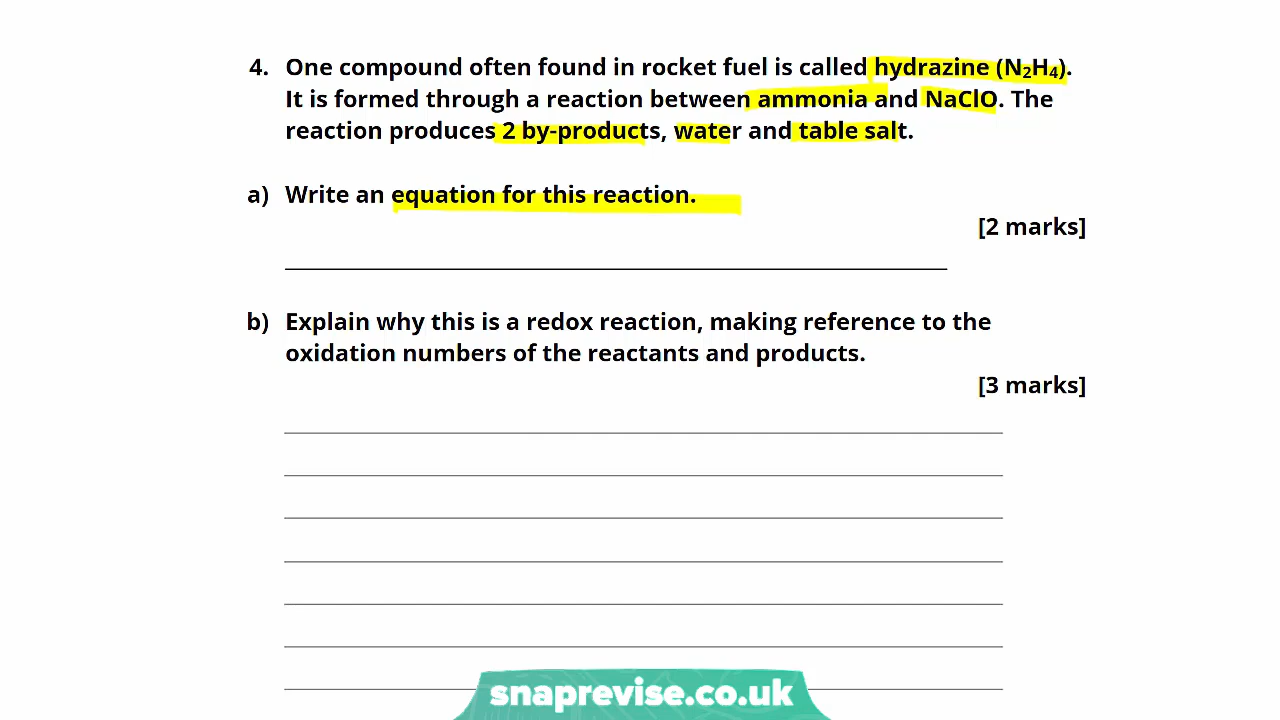 4. One compound often found in rocket fuel is called hydrazine (N₂H₄).
It is formed through a reaction between ammonia and NaClO. The
reaction produces 2 by-products, water and table salt.
a) Write an equation for this reaction.
[2 marks]
b) Explain why this is a redox reaction, making reference to the
oxidation numbers of the reactants and products.
[3 marks]
snaprevise.co.uk